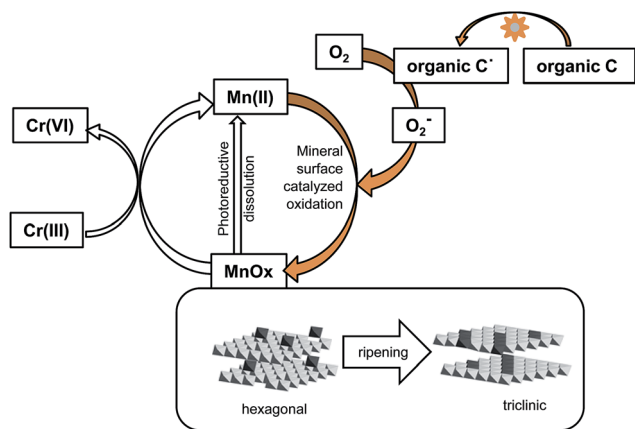 O₂
organic C˙
organic C
Mn(II)
Cr(VI)
O₂⁻
Mineral
surface
catalyzed
oxidation
Photoreductive
dissolution
Cr(III)
MnOx
ripening
hexagonal
triclinic